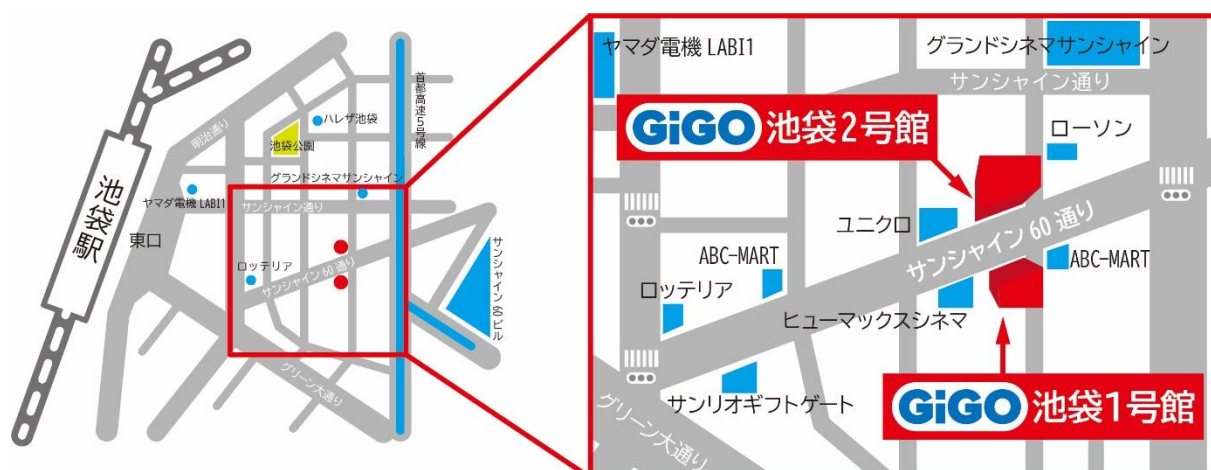 池袋駅
東口
明治通り
ハレザ池袋
池袋公園
首都高速5号線
ヤマダ電機 LABI1
グランドシネマサンシャイン
サンシャイン通り
ロッテリア
サンシャイン 60 通り
サンシャイン 60 ビル
グリーン大通り
ヤマダ電機 LABI1
グランドシネマサンシャイン
サンシャイン通り
GiGO 池袋2号館
ローソン
ユニクロ
サンシャイン 60 通り
ABC-MART
ABC-MART
ロッテリア
ヒューマックスシネマ
サンリオギフトゲート
GiGO 池袋1号館
グリーン大通り